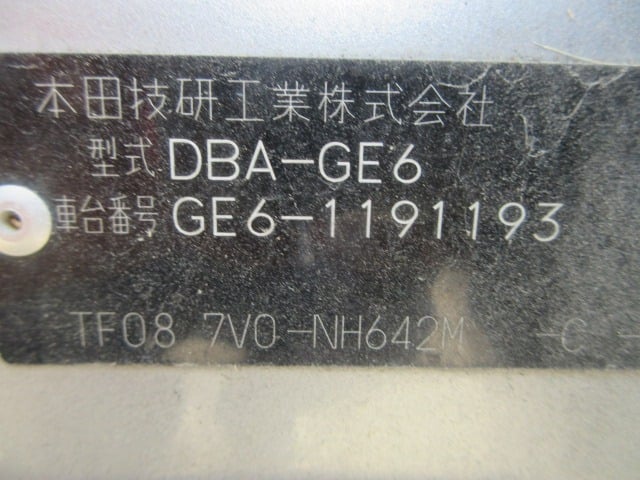 本田技研工業株式会社
型式 DBA-GE6
車台番号 GE6-1191193
TF08 7V0-NH642M -C -